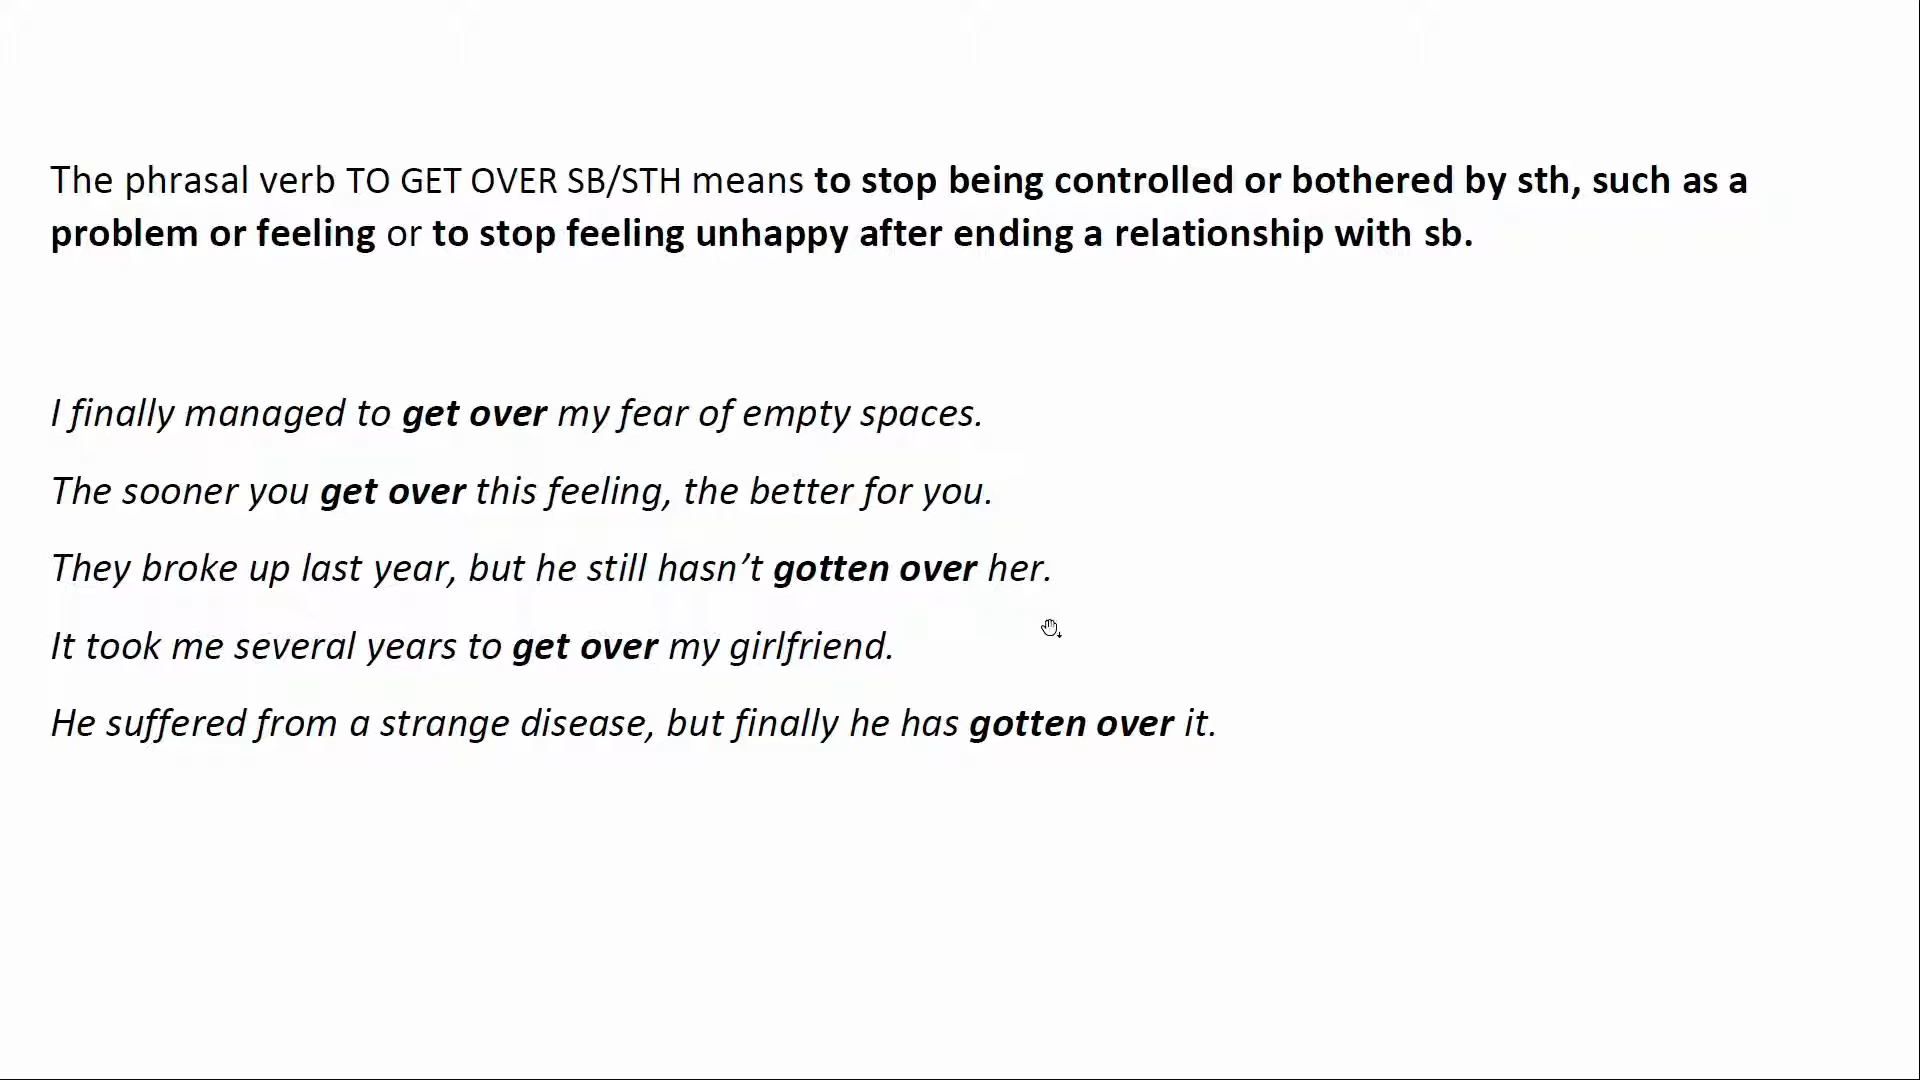 The phrasal verb TO GET OVER SB/STH means to stop being controlled or bothered by sth, such as a
problem or feeling or to stop feeling unhappy after ending a relationship with sb.
I finally managed to get over my fear of empty spaces.
The sooner you get over this feeling, the better for you.
They broke up last year, but he still hasn’t gotten over her.
It took me several years to get over my girlfriend.
He suffered from a strange disease, but finally he has gotten over it.